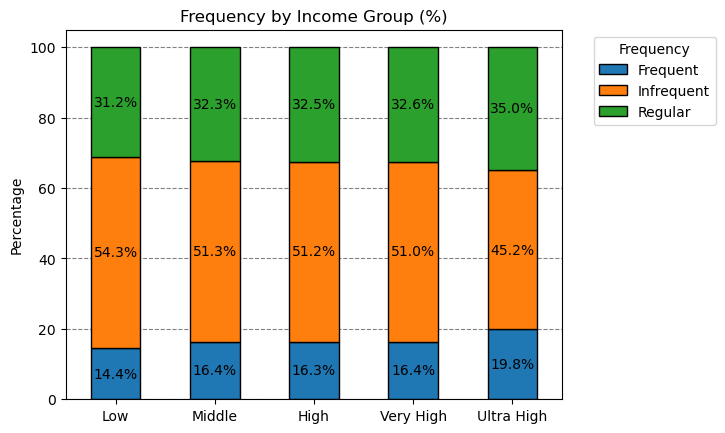 Frequency by Income Group (%)
Percentage
100
80
60
40
20
0
31.2%
32.3%
32.5%
32.6%
35.0%
54.3%
51.3%
51.2%
51.0%
45.2%
14.4%
16.4%
16.3%
16.4%
19.8%
Low
Middle
High
Very High
Ultra High
Frequency
Frequent
Infrequent
Regular